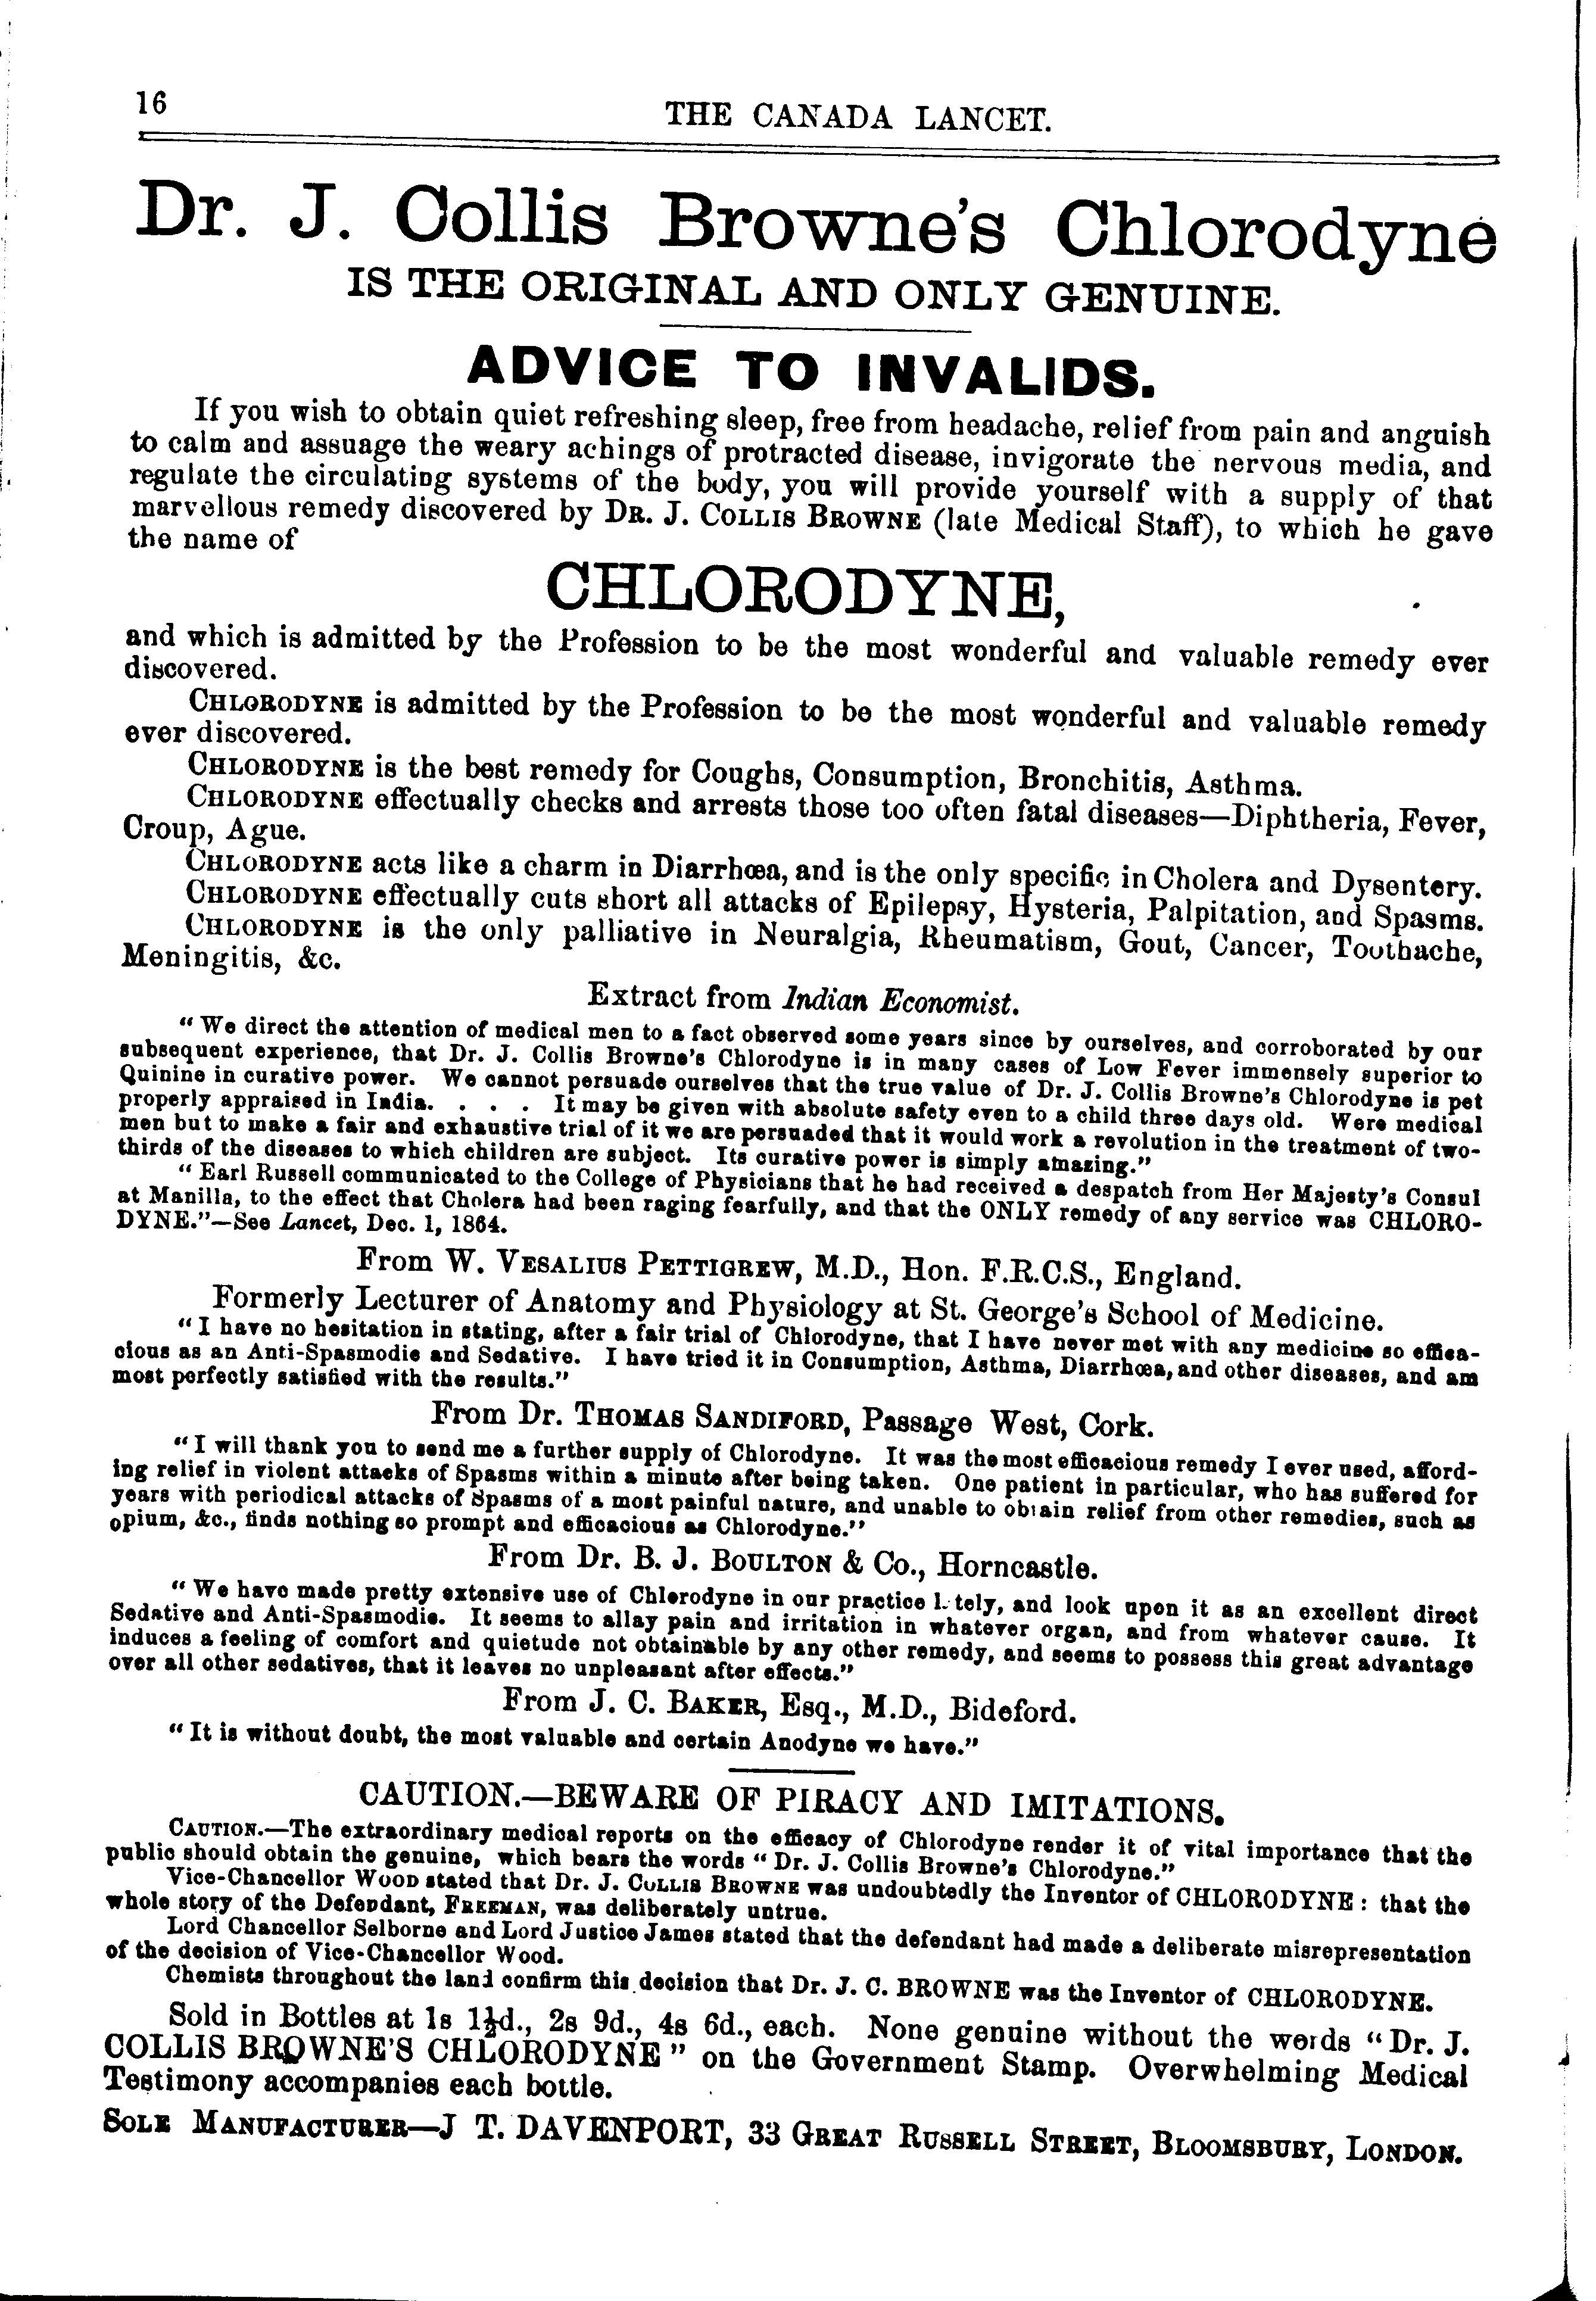 16
THE CANADA LANCET.
Dr. J. Collis Browne's Chlorodyne
IS THE ORIGINAL AND ONLY GENUINE.
ADVICE TO INVALIDS.
If you wish to obtain quiet refreshing sleep, free from headache, relief from pain and anguish
to calm and assuage the weary achings of protracted disease, invigorate the nervous media, and
regulate the circulating systems of the body, you will provide yourself with a supply of that
marvellous remedy discovered by DR. J. COLLIS BROWNE (late Medical Staff), to which he gave
the name of
CHLORODYNE,
and which is admitted by the Profession to be the most wonderful and valuable remedy ever
discovered.
CHLORODYNE is admitted by the Profession to be the most wonderful and valuable remedy
ever discovered.
CHLORODYNE is the best remedy for Coughs, Consumption, Bronchitis, Asthma.
CHLORODYNE effectually checks and arrests those too often fatal diseases—Diphtheria, Fever,
Croup, Ague.
CHLORODYNE acts like a charm in Diarrhœa, and is the only specific in Cholera and Dysentery.
CHLORODYNE effectually cuts short all attacks of Epilepsy, Hysteria, Palpitation, and Spasms.
CHLORODYNE is the only palliative in Neuralgia, Rheumatism, Gout, Cancer, Toothache,
Meningitis, &c.
Extract from Indian Economist.
"We direct the attention of medical men to a fact observed some years since by ourselves, and corroborated by our
subsequent experience, that Dr. J. Collis Browne's Chlorodyne is in many cases of Low Fever immensely superior to
Quinine in curative power. We cannot persuade ourselves that the true value of Dr. J. Collis Browne's Chlorodyne is pet
properly appraised in India. . . . It may be given with absolute safety even to a child three days old. Were medical
men but to make a fair and exhaustive trial of it we are persuaded that it would work a revolution in the treatment of two-
thirds of the diseases to which children are subject. Its curative power is simply amazing."
"Earl Russell communicated to the College of Physicians that he had received a despatch from Her Majesty's Consul
at Manilla, to the effect that Cholera had been raging fearfully, and that the ONLY remedy of any service was CHLORO-
DYNE."—See Lancet, Dec. 1, 1864.
From W. VESALIUS PETTIGREW, M.D., Hon. F.R.C.S., England.
Formerly Lecturer of Anatomy and Physiology at St. George's School of Medicine.
"I have no hesitation in stating, after a fair trial of Chlorodyne, that I have never met with any medicine so effica-
cious as an Anti-Spasmodic and Sedative. I have tried it in Consumption, Asthma, Diarrhœa, and other diseases, and am
most perfectly satisfied with the results."
From Dr. THOMAS SANDIFORD, Passage West, Cork.
"I will thank you to send me a further supply of Chlorodyne. It was the most efficacious remedy I ever used, afford-
ing relief in violent attacks of Spasms within a minute after being taken. One patient in particular, who has suffered for
years with periodical attacks of Spasms of a most painful nature, and unable to obtain relief from other remedies, such as
opium, &c., finds nothing so prompt and efficacious as Chlorodyne."
From Dr. B. J. BOULTON & Co., Horncastle.
"We have made pretty extensive use of Chlorodyne in our practice lately, and look upon it as an excellent direct
Sedative and Anti-Spasmodic. It seems to allay pain and irritation in whatever organ, and from whatever cause. It
induces a feeling of comfort and quietude not obtainable by any other remedy, and seems to possess this great advantage
over all other sedatives, that it leaves no unpleasant after effects."
From J. C. BAKER, Esq., M.D., Bideford.
"It is without doubt, the most valuable and certain Anodyne we have."
CAUTION.—BEWARE OF PIRACY AND IMITATIONS.
CAUTION.—The extraordinary medical reports on the efficacy of Chlorodyne render it of vital importance that the
public should obtain the genuine, which bears the words "Dr. J. Collis Browne's Chlorodyne."
Vice-Chancellor WOOD stated that Dr. J. COLLIS BROWNE was undoubtedly the Inventor of CHLORODYNE: that the
whole story of the Defendant, FREEMAN, was deliberately untrue.
Lord Chancellor Selborne and Lord Justice James stated that the defendant had made a deliberate misrepresentation
of the decision of Vice-Chancellor Wood.
Chemists throughout the land confirm this decision that Dr. J. C. BROWNE was the Inventor of CHLORODYNE.
Sold in Bottles at 1s 1½d., 2s 9d., 4s 6d., each. None genuine without the words "Dr. J.
COLLIS BROWNE'S CHLORODYNE" on the Government Stamp. Overwhelming Medical
Testimony accompanies each bottle.
SOLE MANUFACTURER—J T. DAVENPORT, 33 GREAT RUSSELL STREET, BLOOMSBURY, LONDON.